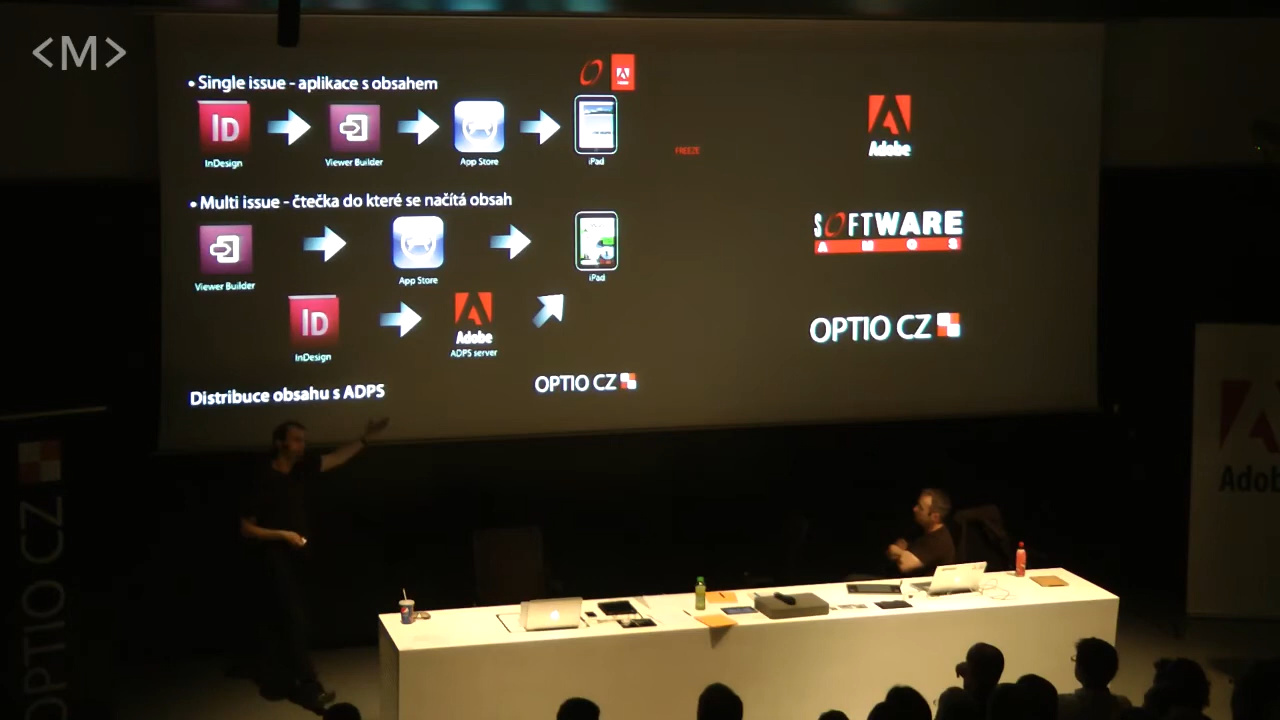 <M>
• Single issue - aplikace s obsahem
InDesign
Viewer Builder
App Store
iPad
FREEZE
Adobe
• Multi issue - čtečka do které se načítá obsah
Viewer Builder
App Store
iPad
SOFTWARE
AMOS
InDesign
Adobe
ADPS server
OPTIO CZ
Distribuce obsahu s ADPS
OPTIO CZ
OPTIO CZ
Adobe